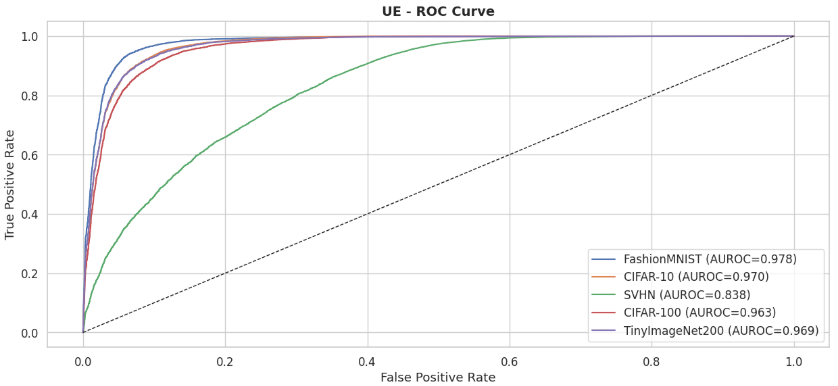 UE - ROC Curve
True Positive Rate
1.0
0.8
0.6
0.4
0.2
0.0
FashionMNIST (AUROC=0.978)
CIFAR-10 (AUROC=0.970)
SVHN (AUROC=0.838)
CIFAR-100 (AUROC=0.963)
TinyImageNet200 (AUROC=0.969)
0.0 0.2 0.4 0.6 0.8 1.0
False Positive Rate